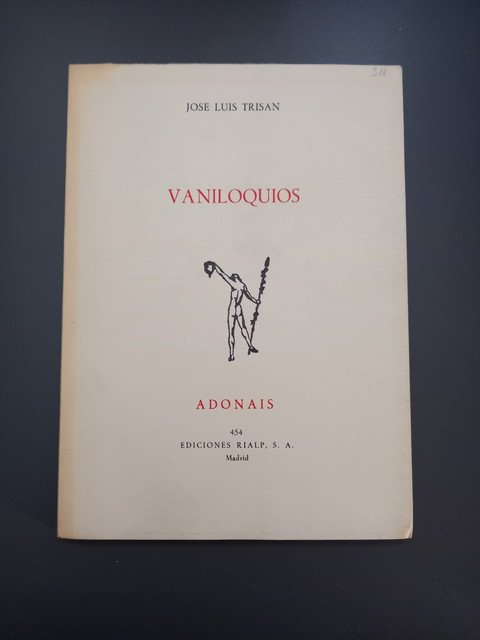 JOSE LUIS TRISAN
VANILOQUIOS
ADONAIS
454
EDICIONES RIALP, S. A.
Madrid